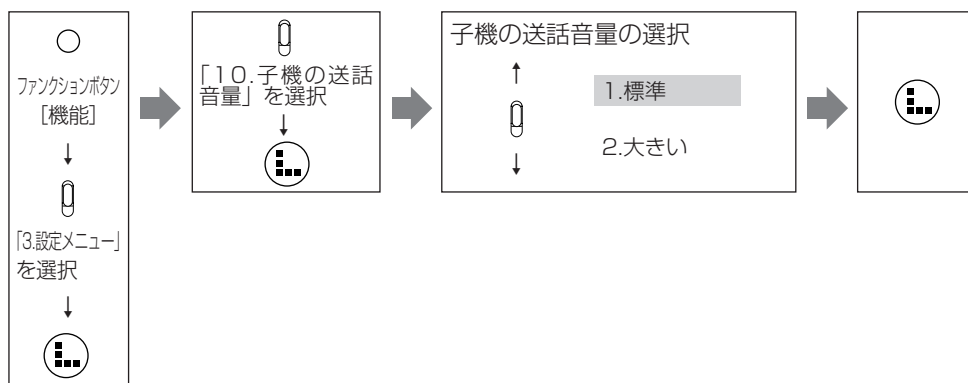 ファンクションボタン
[機能]
「3.設定メニュー」
を選択
「10.子機の送話
音量」を選択
子機の送話音量の選択
1.標準
2.大きい